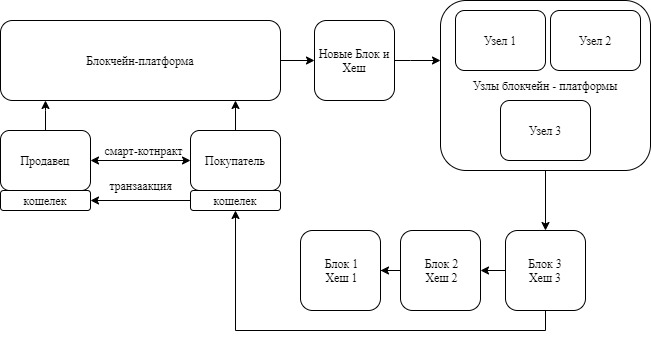 Блокчейн-платформа
Новые Блок и
Хеш
Узел 1
Узел 2
Узлы блокчейн - платформы
Узел 3
Продавец
смарт-котнракт
Покупатель
транзаакция
кошелек
кошелек
Блок 1
Хеш 1
Блок 2
Хеш 2
Блок 3
Хеш 3